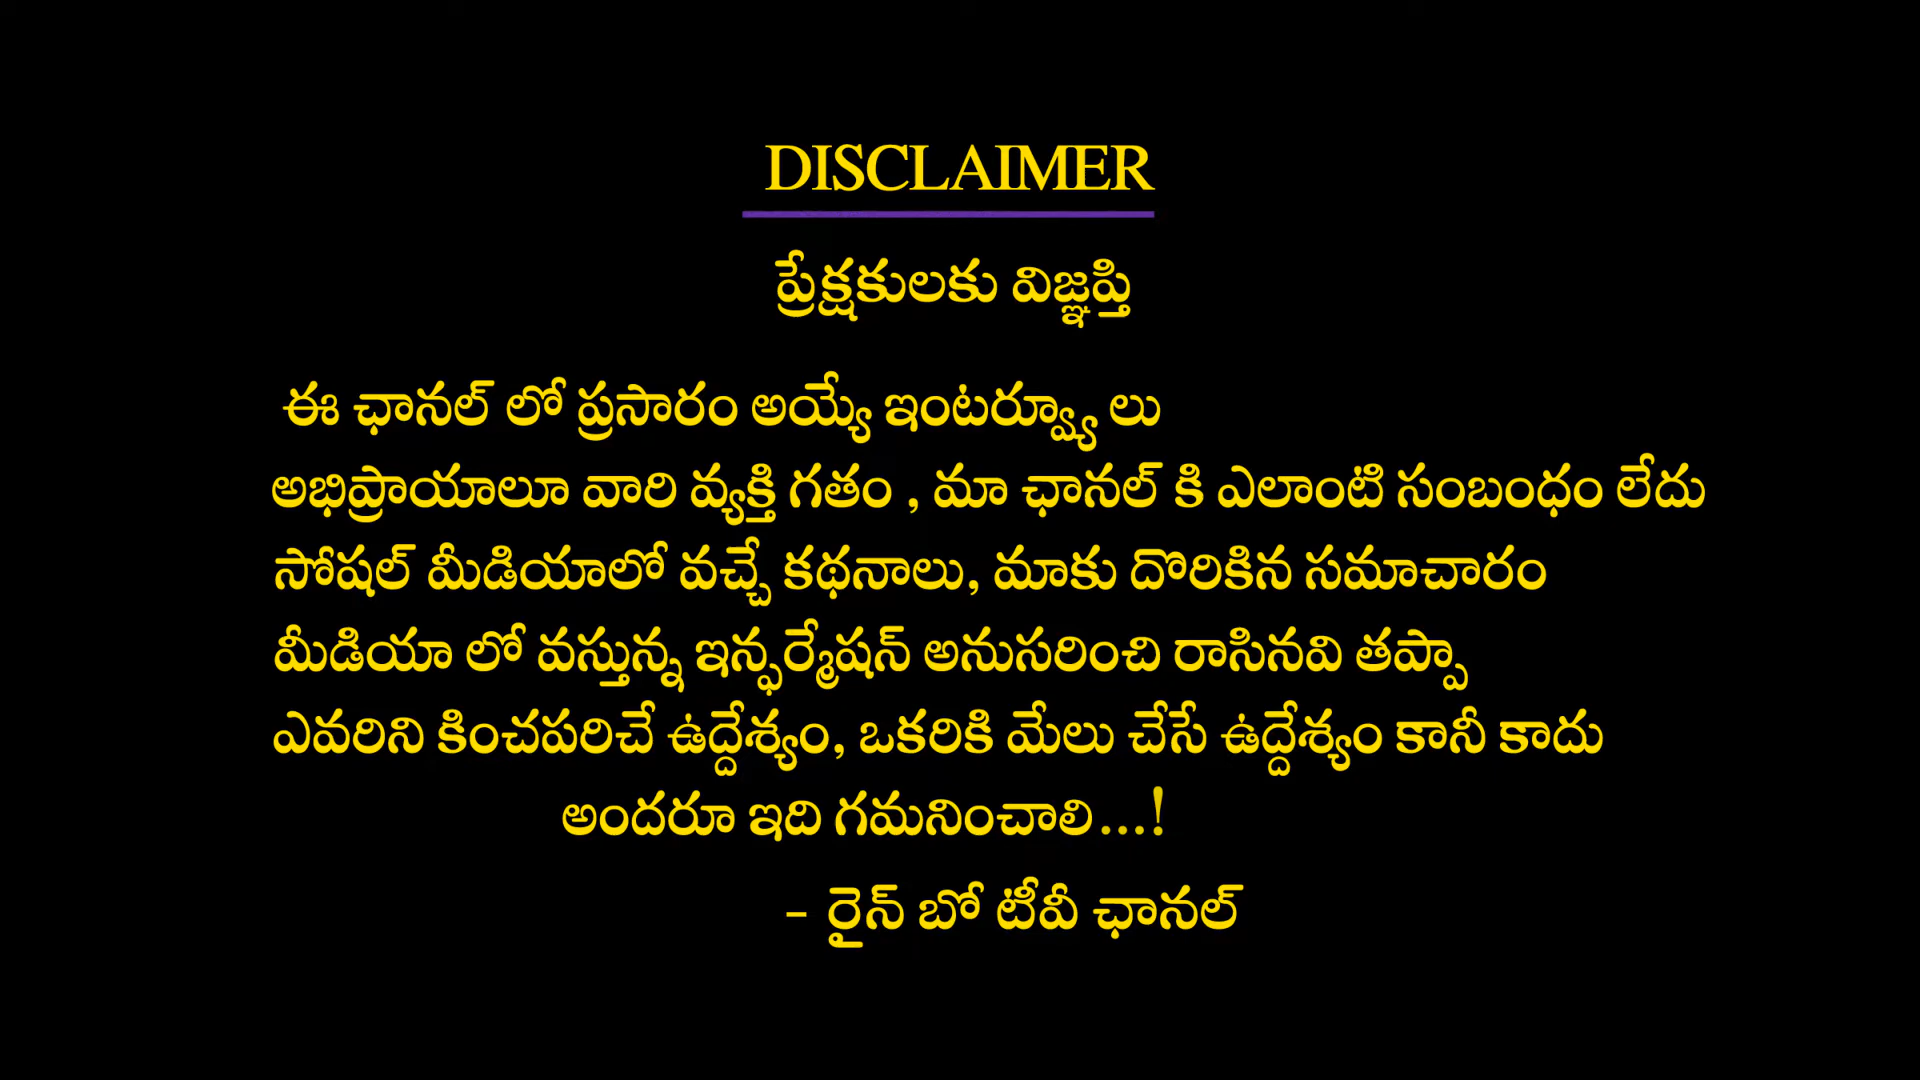 DISCLAIMER
ప్రేక్షకులకు విజ్ఞప్తి
ఈ ఛానల్ లో ప్రసారం అయ్యే ఇంటర్వ్యూ లు
అభిప్రాయాలూ వారి వ్యక్తి గతం , మా ఛానల్ కి ఎలాంటి సంబంధం లేదు
సోషల్ మీడియాలో వచ్చే కథనాలు, మాకు దొరికిన సమాచారం
మీడియా లో వస్తున్న ఇన్ఫర్మేషన్ అనుసరించి రాసినవి తప్పా
ఎవరిని కించపరిచే ఉద్దేశ్యం, ఒకరికి మేలు చేసే ఉద్దేశ్యం కానీ కాదు
అందరూ ఇది గమనించాలి...!
- రైన్ బో టీవీ ఛానల్